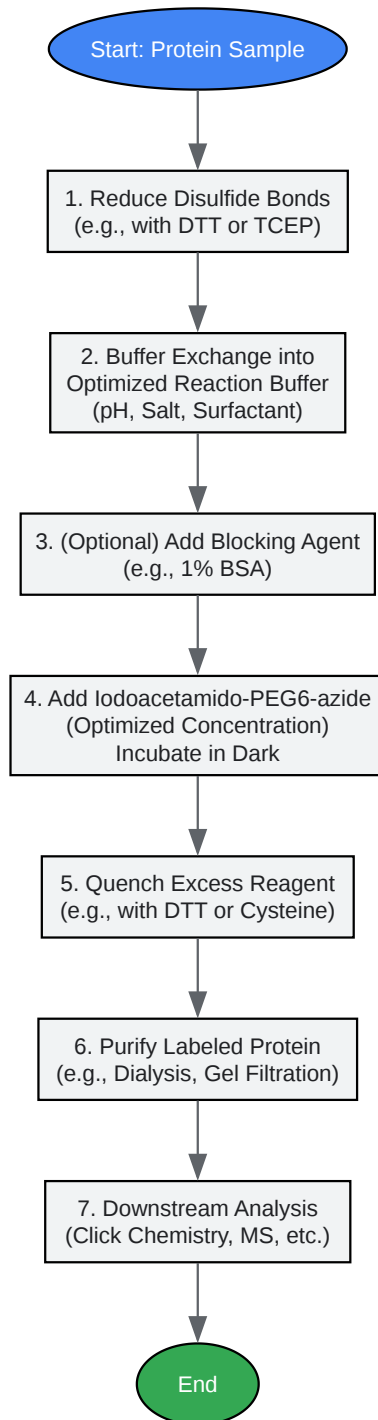 Start: Protein Sample
1. Reduce Disulfide Bonds
(e.g., with DTT or TCEP)
2. Buffer Exchange into
Optimized Reaction Buffer
(pH, Salt, Surfactant)
3. (Optional) Add Blocking Agent
(e.g., 1% BSA)
4. Add Iodoacetamido-PEG6-azide
(Optimized Concentration)
Incubate in Dark
5. Quench Excess Reagent
(e.g., with DTT or Cysteine)
6. Purify Labeled Protein
(e.g., Dialysis, Gel Filtration)
7. Downstream Analysis
(Click Chemistry, MS, etc.)
End